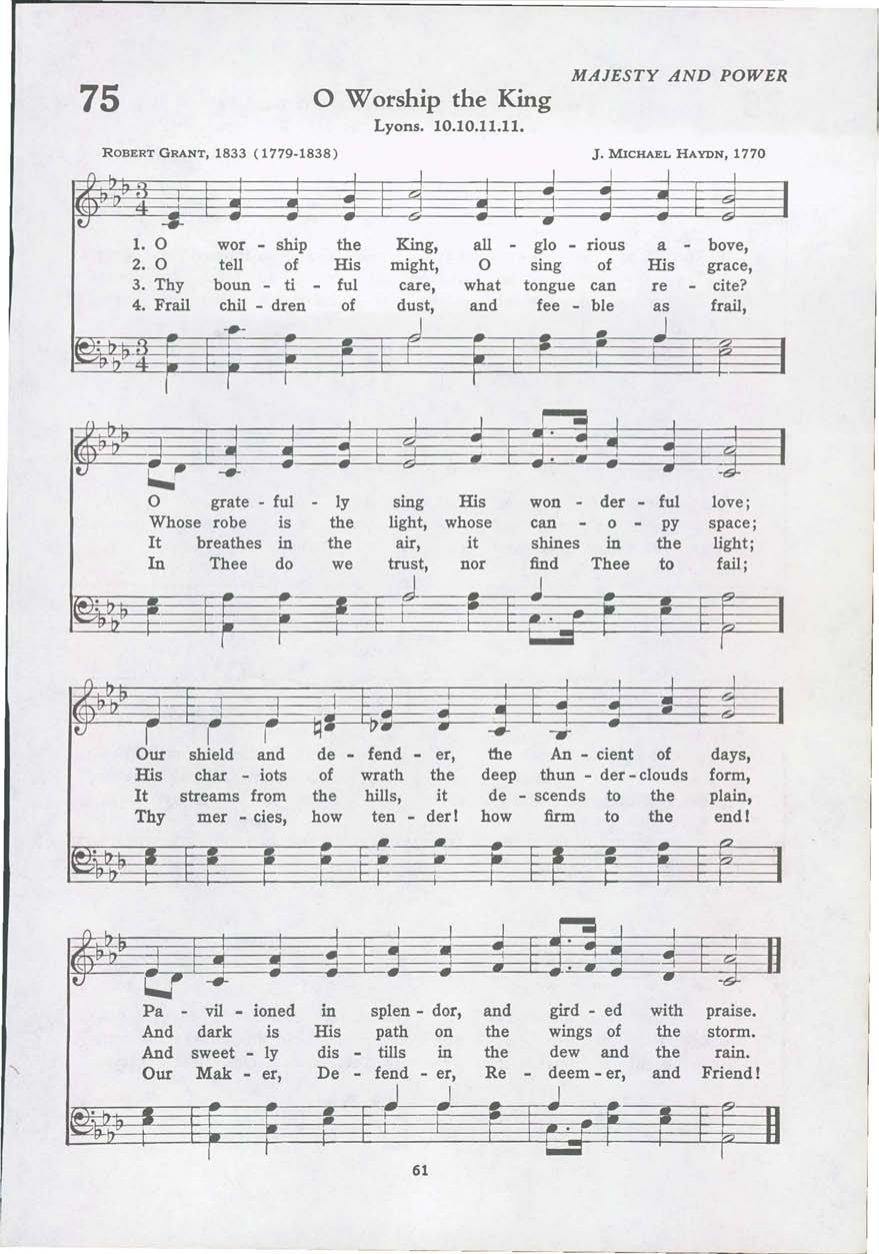 MAJESTY AND POWER
75
O Worship the King
Lyons. 10.10.11.11.
ROBERT GRANT, 1833 (1779-1838) J. MICHAEL HAYDN, 1770
3
4
1. O wor - ship the King, all - glo - rious a - bove,
2. O tell of His might, O sing of His grace,
3. Thy boun - ti - ful care, what tongue can re - cite?
4. Frail chil - dren of dust, and fee - ble as frail,
3
4
O grate - ful - ly sing His won - der - ful love;
Whose robe is the light, whose can - o - py space;
It breathes in the air, it shines in the light;
In Thee do we trust, nor find Thee to fail;
Our shield and de - fend - er, the An - cient of days,
His char - iots of wrath the deep thun - der - clouds form,
It streams from the hills, it de - scends to the plain,
Thy mer - cies, how ten - der! how firm to the end!
Pa - vil - ioned in splen - dor, and gird - ed with praise.
And dark is His path on the wings of the storm.
And sweet - ly dis - tills in the dew and the rain.
Our Mak - er, De - fend - er, Re - deem - er, and Friend!
61